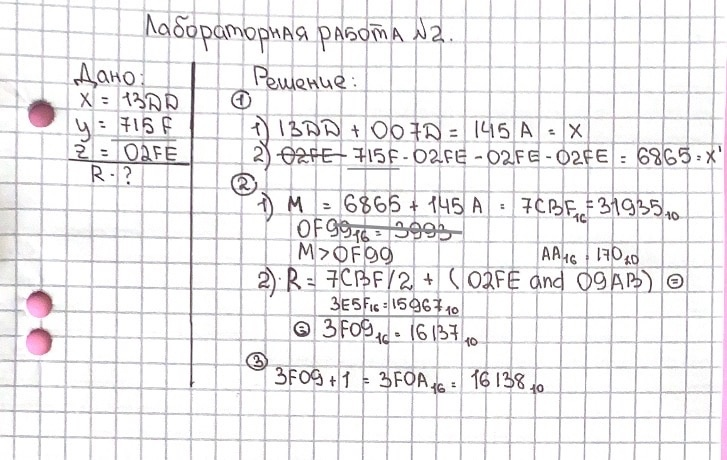 Лабораторная работа №2.
Дано:
X = 13DD
y = 715F
z = 02FE
R - ?
Решение:
①
1) 13DD + 007D = 145A = X
2) 02FE - 715F - 02FE - 02FE - 02FE = 6865 = X'
②
1) M = 6865 + 145A = 7CBF₁₆ = 31935₁₀
0F99₁₆ = 3993
M > 0F99
AA₁₆ = 170₁₀
2) R = 7CBF/2 + (02FE and 09AB) =
3E5F₁₆ = 15967₁₀
= 3F09₁₆ = 16137₁₀
③
3F09 + 1 = 3F0A₁₆ = 16138₁₀